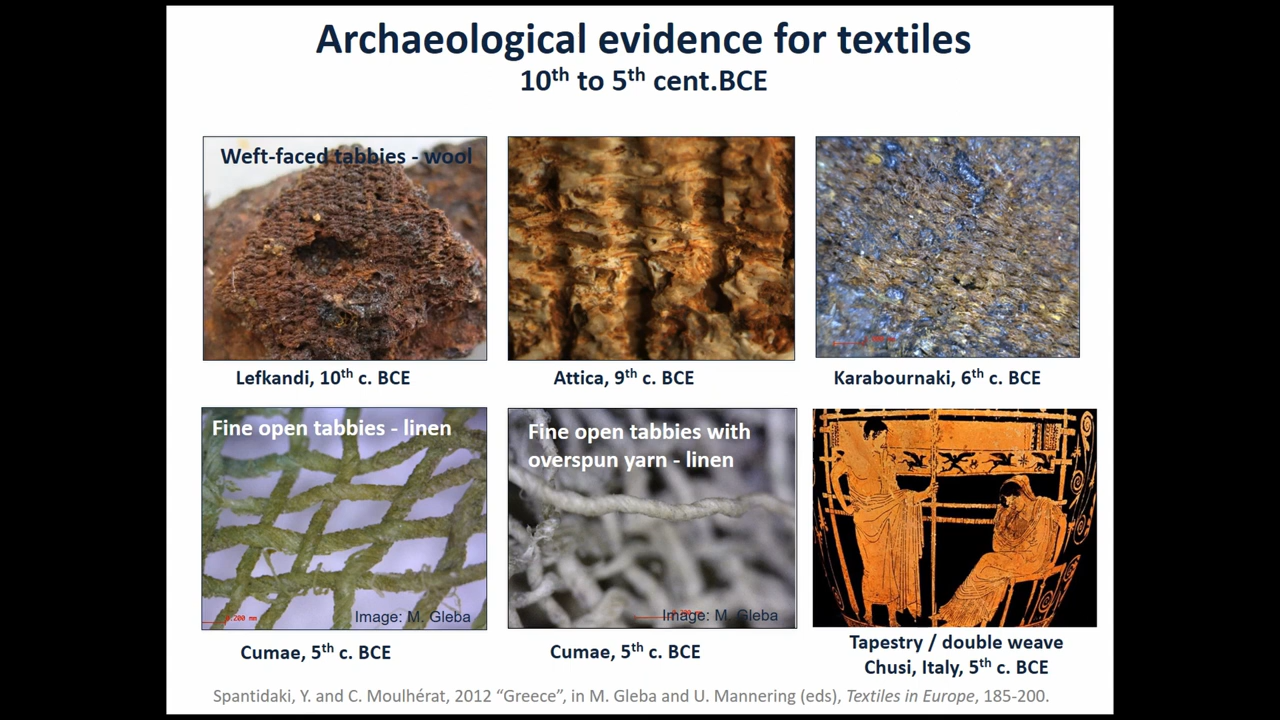 Archaeological evidence for textiles
10th to 5th cent.BCE
Weft-faced tabbies - wool
Lefkandi, 10th c. BCE
Attica, 9th c. BCE
Karabournaki, 6th c. BCE
Fine open tabbies - linen
0.200 mm
Image: M. Gleba
Fine open tabbies with
overspun yarn - linen
Image: M. Gleba
Cumae, 5th c. BCE
Cumae, 5th c. BCE
Tapestry / double weave
Chusi, Italy, 5th c. BCE
Spantidaki, Y. and C. Moulhérat, 2012 “Greece”, in M. Gleba and U. Mannering (eds), Textiles in Europe, 185-200.